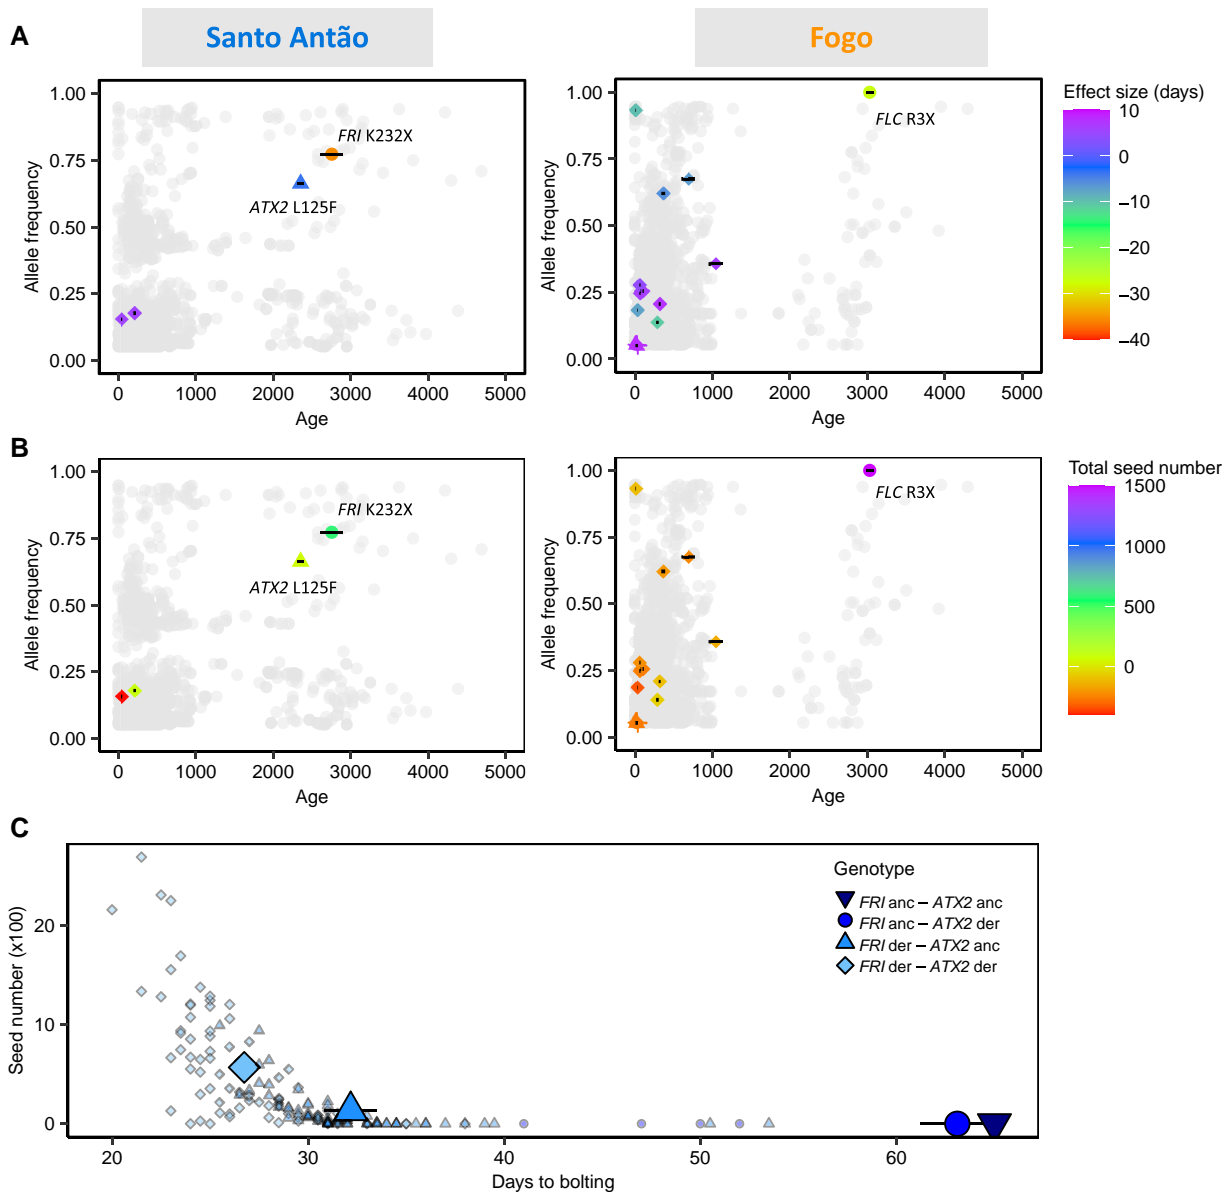 A
Santo Antão
Fogo
Effect size (days)
10
0
−10
−20
−30
−40
Allele frequency
1.00
0.75
0.50
0.25
0.00
FRI K232X
ATX2 L125F
0 1000 2000 3000 4000 5000
Age
Allele frequency
1.00
0.75
0.50
0.25
0.00
FLC R3X
0 1000 2000 3000 4000 5000
Age
B
Total seed number
1500
1000
500
0
Allele frequency
1.00
0.75
0.50
0.25
0.00
FRI K232X
ATX2 L125F
0 1000 2000 3000 4000 5000
Age
Allele frequency
1.00
0.75
0.50
0.25
0.00
FLC R3X
0 1000 2000 3000 4000 5000
Age
C
Seed number (x100)
20
10
0
Genotype
FRI anc − ATX2 anc
FRI anc − ATX2 der
FRI der − ATX2 anc
FRI der − ATX2 der
20 30 40 50 60
Days to bolting